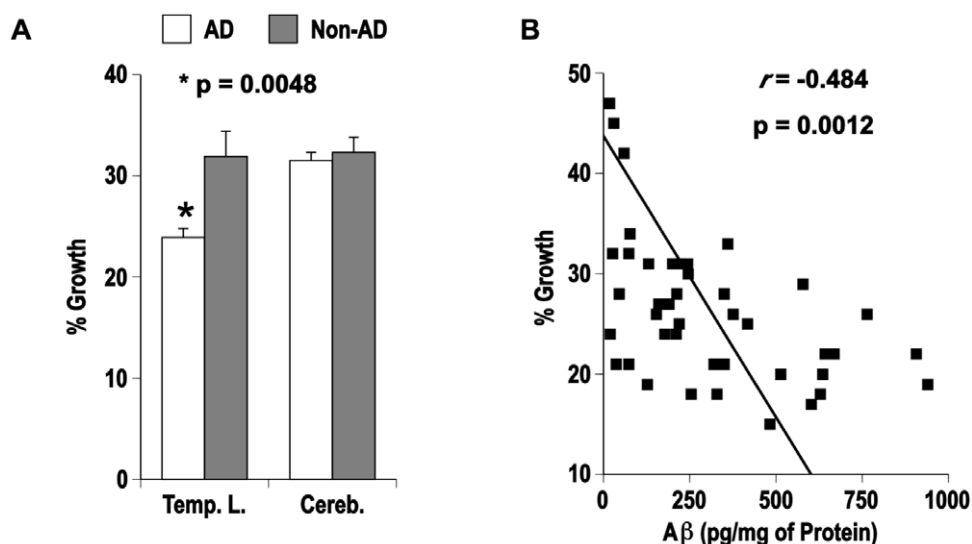 A
AD Non-AD
* p = 0.0048
% Growth
40
30
20
10
0
*
Temp. L. Cereb.
B
r = -0.484
p = 0.0012
% Growth
50
40
30
20
10
0 250 500 750 1000
Aβ (pg/mg of Protein)